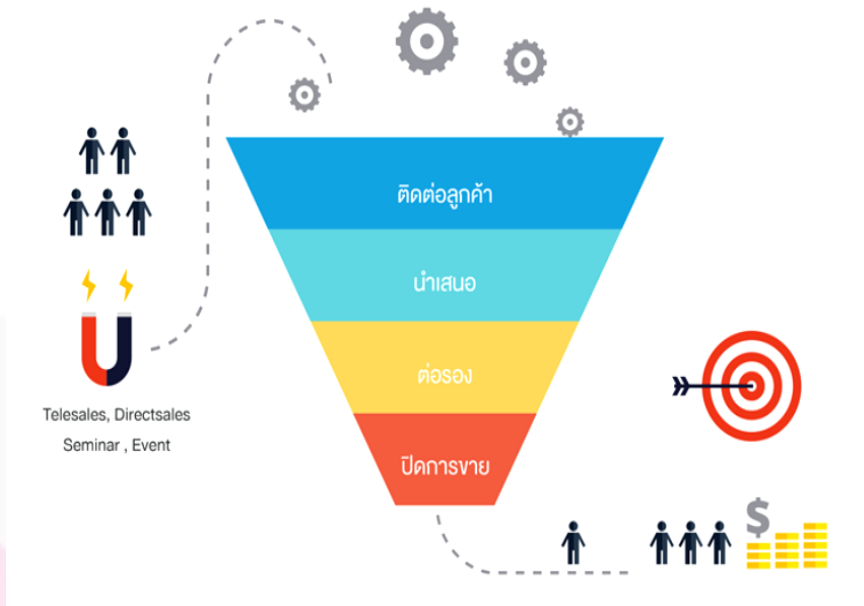 ติดต่อลูกค้า
นำเสนอ
ต่อรอง
ปิดการขาย
Telesales, Directsales
Seminar , Event
$